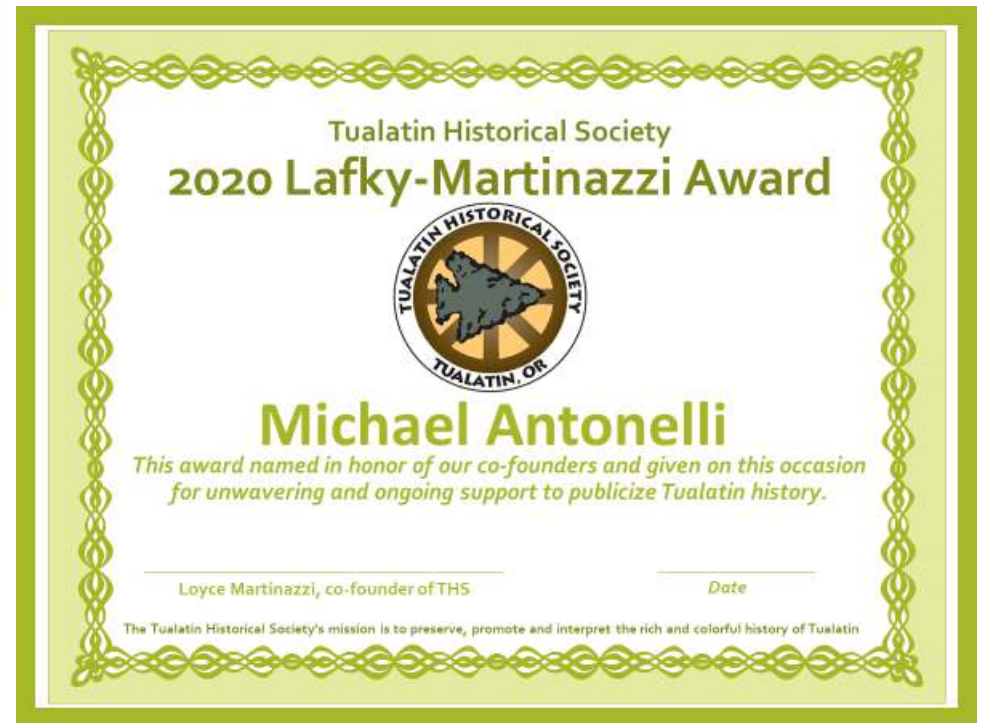 Tualatin Historical Society
2020 Lafky-Martinazzi Award
TUALATIN HISTORICAL SOCIETY
TUALATIN, OR
Michael Antonelli
This award named in honor of our co-founders and given on this occasion
for unwavering and ongoing support to publicize Tualatin history.
Loyce Martinazzi, co-founder of THS
Date
The Tualatin Historical Society's mission is to preserve, promote and interpret the rich and colorful history of Tualatin